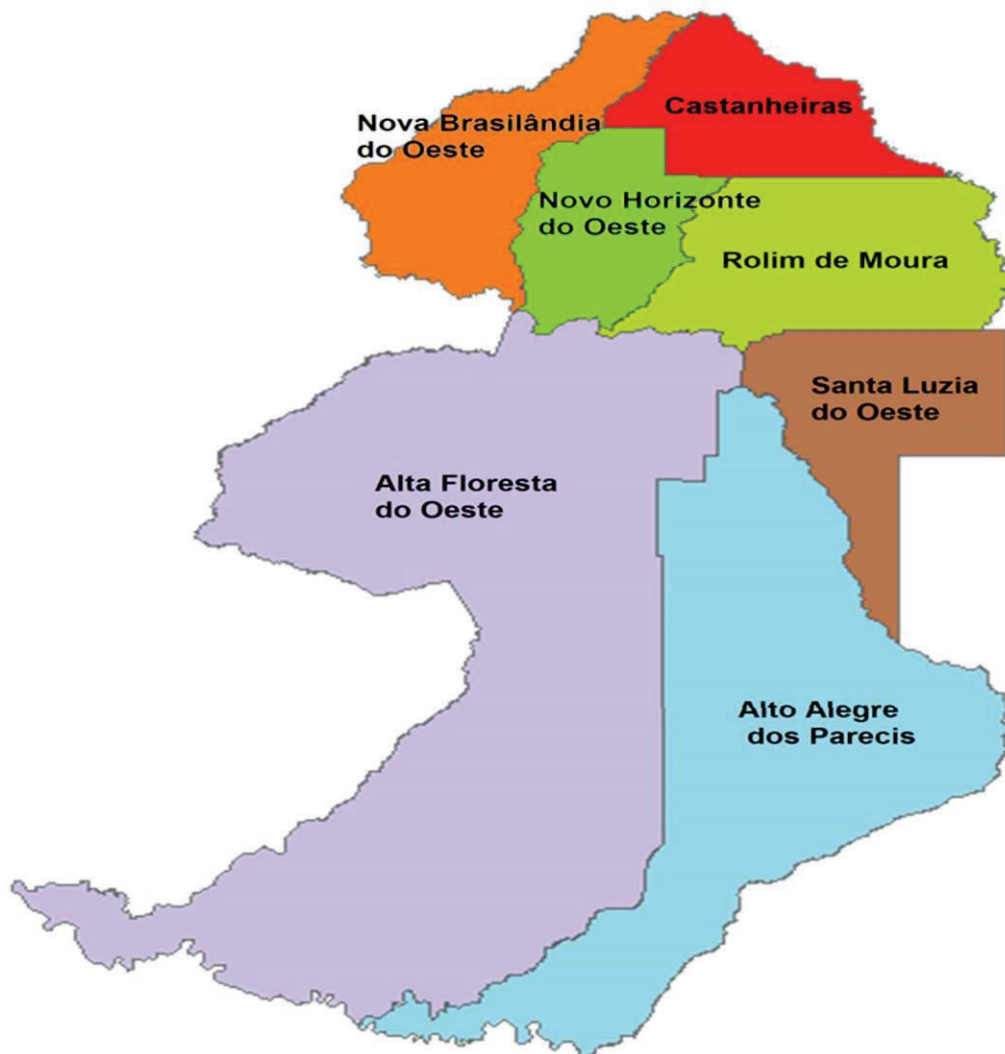 Castanheiras
Nova Brasilândia
do Oeste
Novo Horizonte
do Oeste
Rolim de Moura
Santa Luzia
do Oeste
Alta Floresta
do Oeste
Alto Alegre
dos Parecis